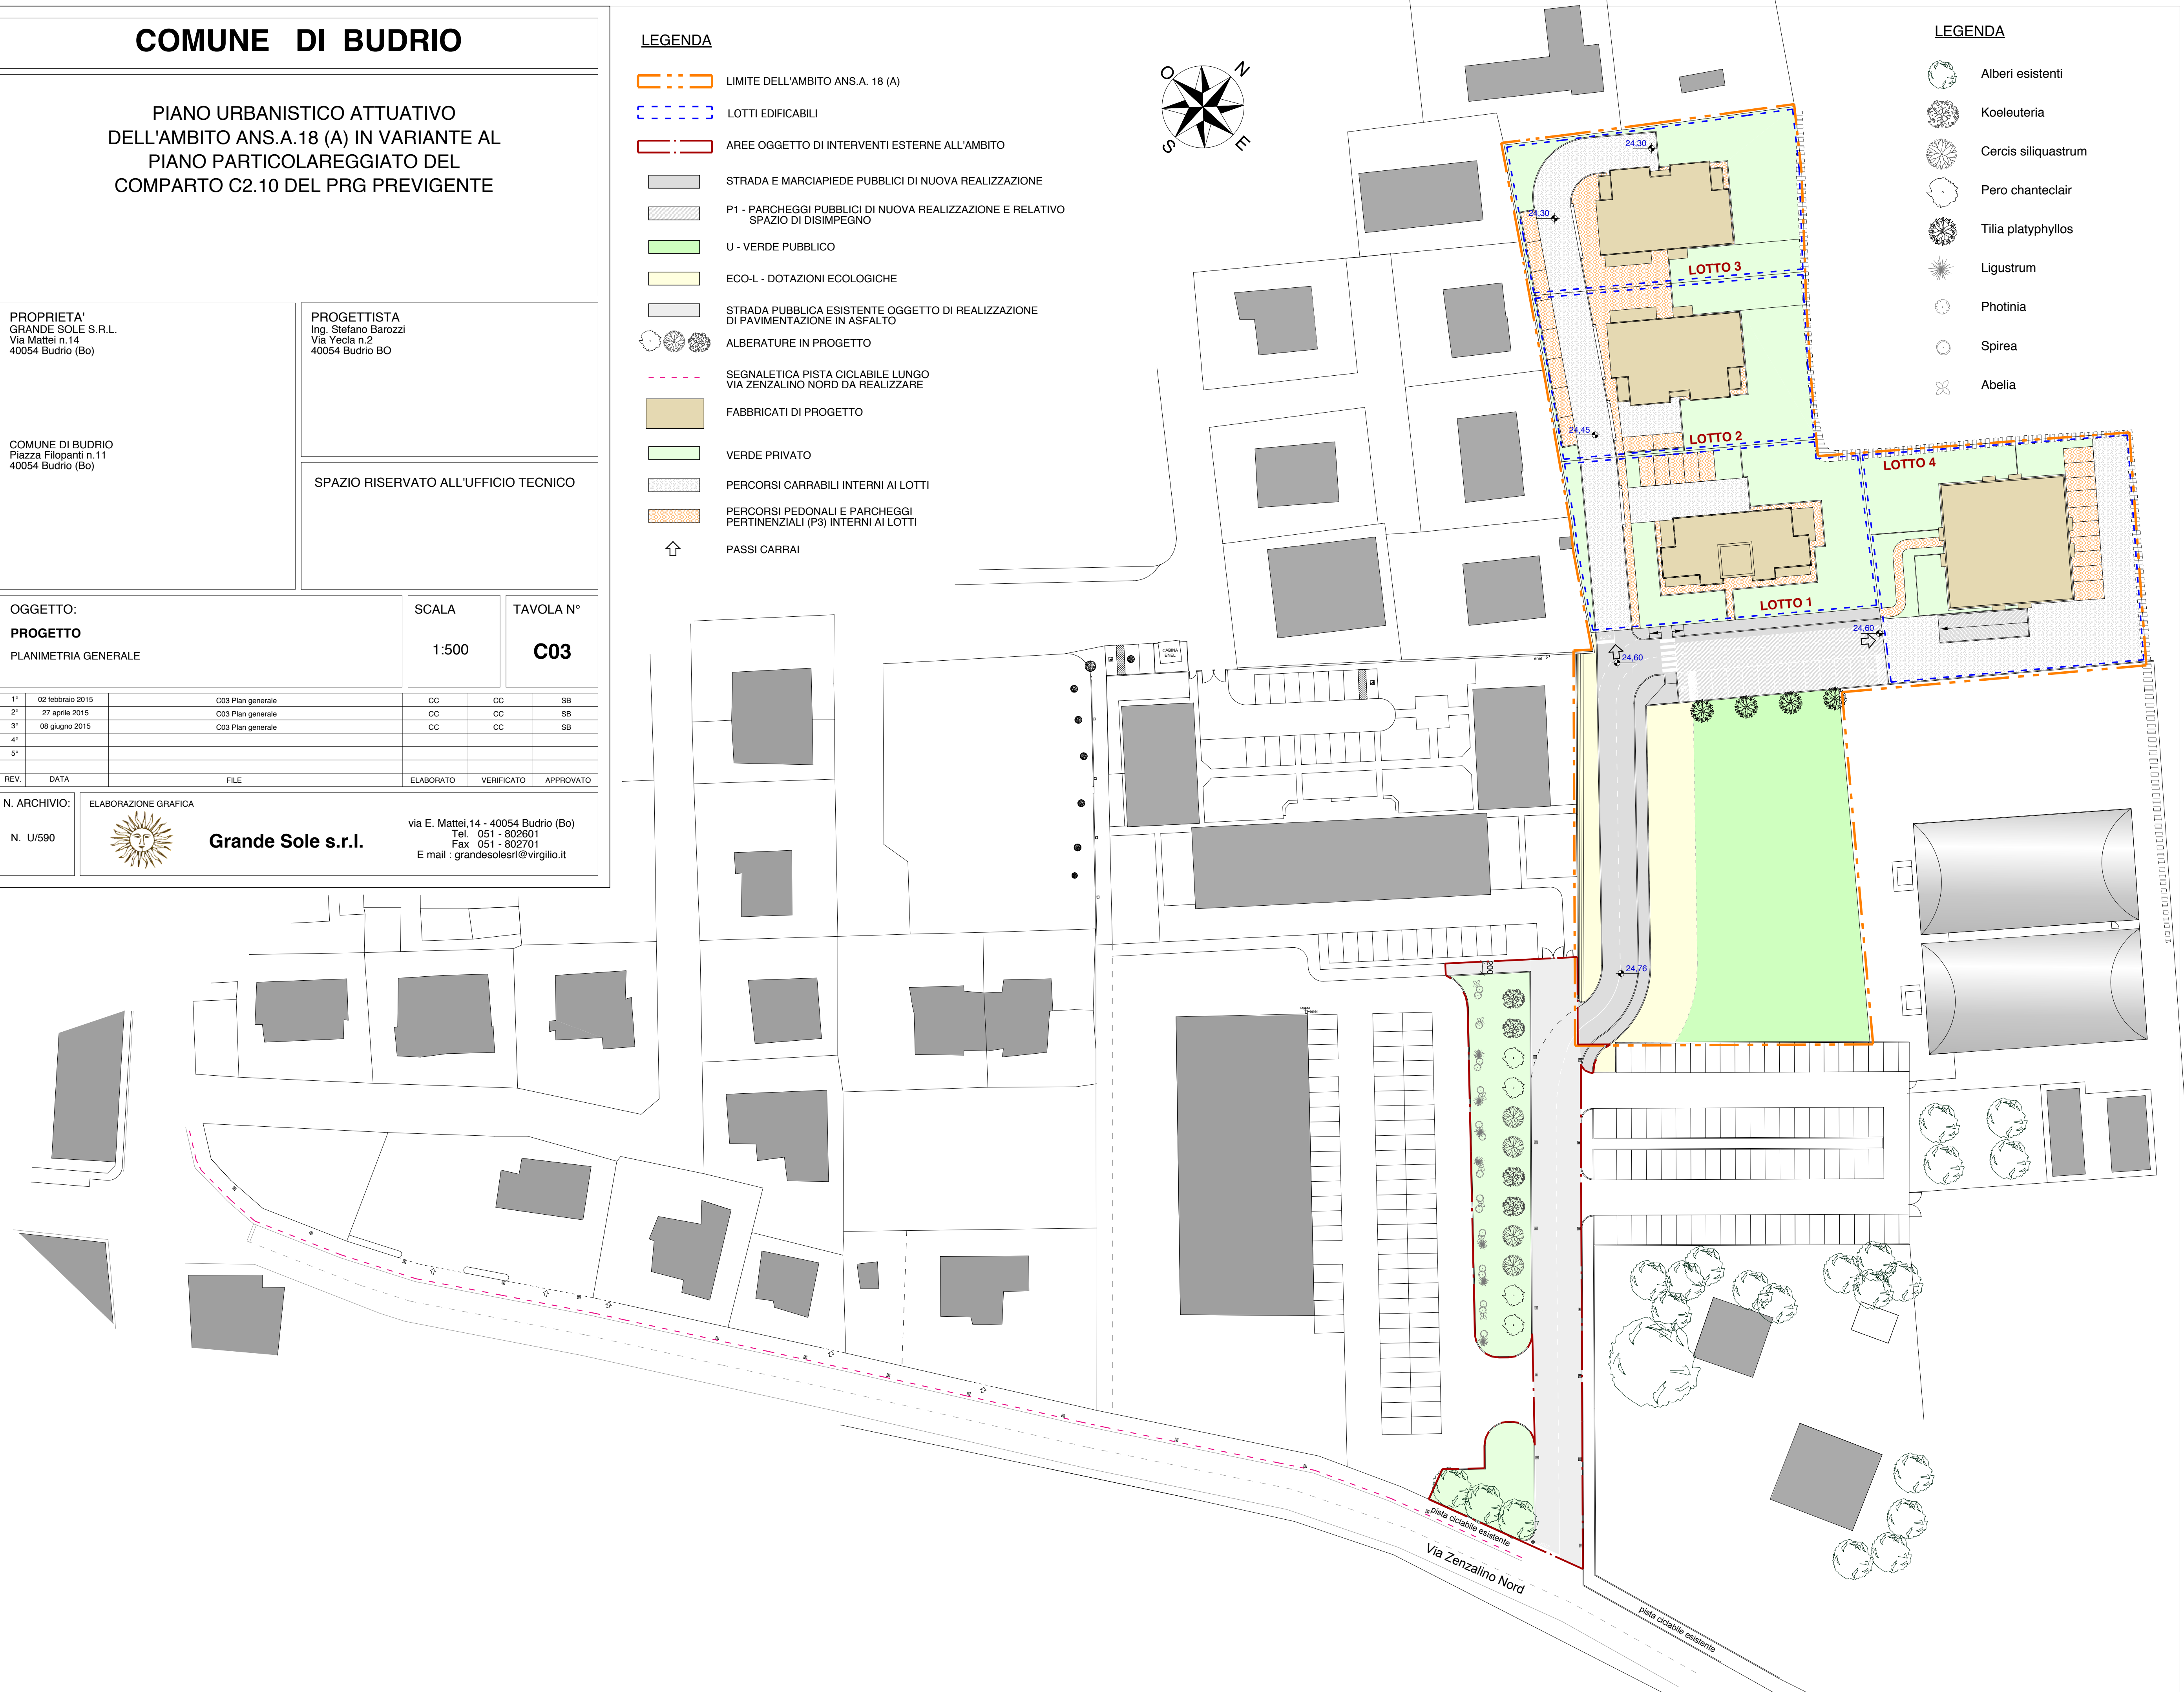 COMUNE DI BUDRIO
PIANO URBANISTICO ATTUATIVO
DELL'AMBITO ANS.A.18 (A) IN VARIANTE AL
PIANO PARTICOLAREGGIATO DEL
COMPARTO C2.10 DEL PRG PREVIGENTE
PROPRIETA'
GRANDE SOLE S.R.L.
Via Mattei n.14
40054 Budrio (Bo)
COMUNE DI BUDRIO
Piazza Filopanti n.11
40054 Budrio (Bo)
PROGETTISTA
Ing. Stefano Barozzi
Via Yecla n.2
40054 Budrio BO
SPAZIO RISERVATO ALL'UFFICIO TECNICO
OGGETTO:
PROGETTO
PLANIMETRIA GENERALE
SCALA
1:500
TAVOLA N°
C03
1° 02 febbraio 2015 C03 Plan generale CC CC SB
2° 27 aprile 2015 C03 Plan generale CC CC SB
3° 08 giugno 2015 C03 Plan generale CC CC SB
4°
5°
REV. DATA FILE ELABORATO VERIFICATO APPROVATO
N. ARCHIVIO:
N. U/590
ELABORAZIONE GRAFICA
Grande Sole s.r.l.
via E. Mattei,14 - 40054 Budrio (Bo)
Tel. 051 - 802601
Fax 051 - 802701
E mail : grandesolesrl@virgilio.it
LEGENDA
LIMITE DELL'AMBITO ANS.A. 18 (A)
LOTTI EDIFICABILI
AREE OGGETTO DI INTERVENTI ESTERNE ALL'AMBITO
STRADA E MARCIAPIEDE PUBBLICI DI NUOVA REALIZZAZIONE
P1 - PARCHEGGI PUBBLICI DI NUOVA REALIZZAZIONE E RELATIVO
SPAZIO DI DISIMPEGNO
U - VERDE PUBBLICO
ECO-L - DOTAZIONI ECOLOGICHE
STRADA PUBBLICA ESISTENTE OGGETTO DI REALIZZAZIONE
DI PAVIMENTAZIONE IN ASFALTO
ALBERATURE IN PROGETTO
SEGNALETICA PISTA CICLABILE LUNGO
VIA ZENZALINO NORD DA REALIZZARE
FABBRICATI DI PROGETTO
VERDE PRIVATO
PERCORSI CARRABILI INTERNI AI LOTTI
PERCORSI PEDONALI E PARCHEGGI
PERTINENZIALI (P3) INTERNI AI LOTTI
PASSI CARRAI
O
N
S
E
LEGENDA
Alberi esistenti
Koeleuteria
Cercis siliquastrum
Pero chanteclair
Tilia platyphyllos
Ligustrum
Photinia
Spirea
Abelia
24,30
24,30
LOTTO 3
24,45
LOTTO 2
LOTTO 4
LOTTO 1
24,60
24,60
CABINA
ENEL
24,76
200
pista ciclabile esistente
Via Zenzalino Nord
pista ciclabile esistente